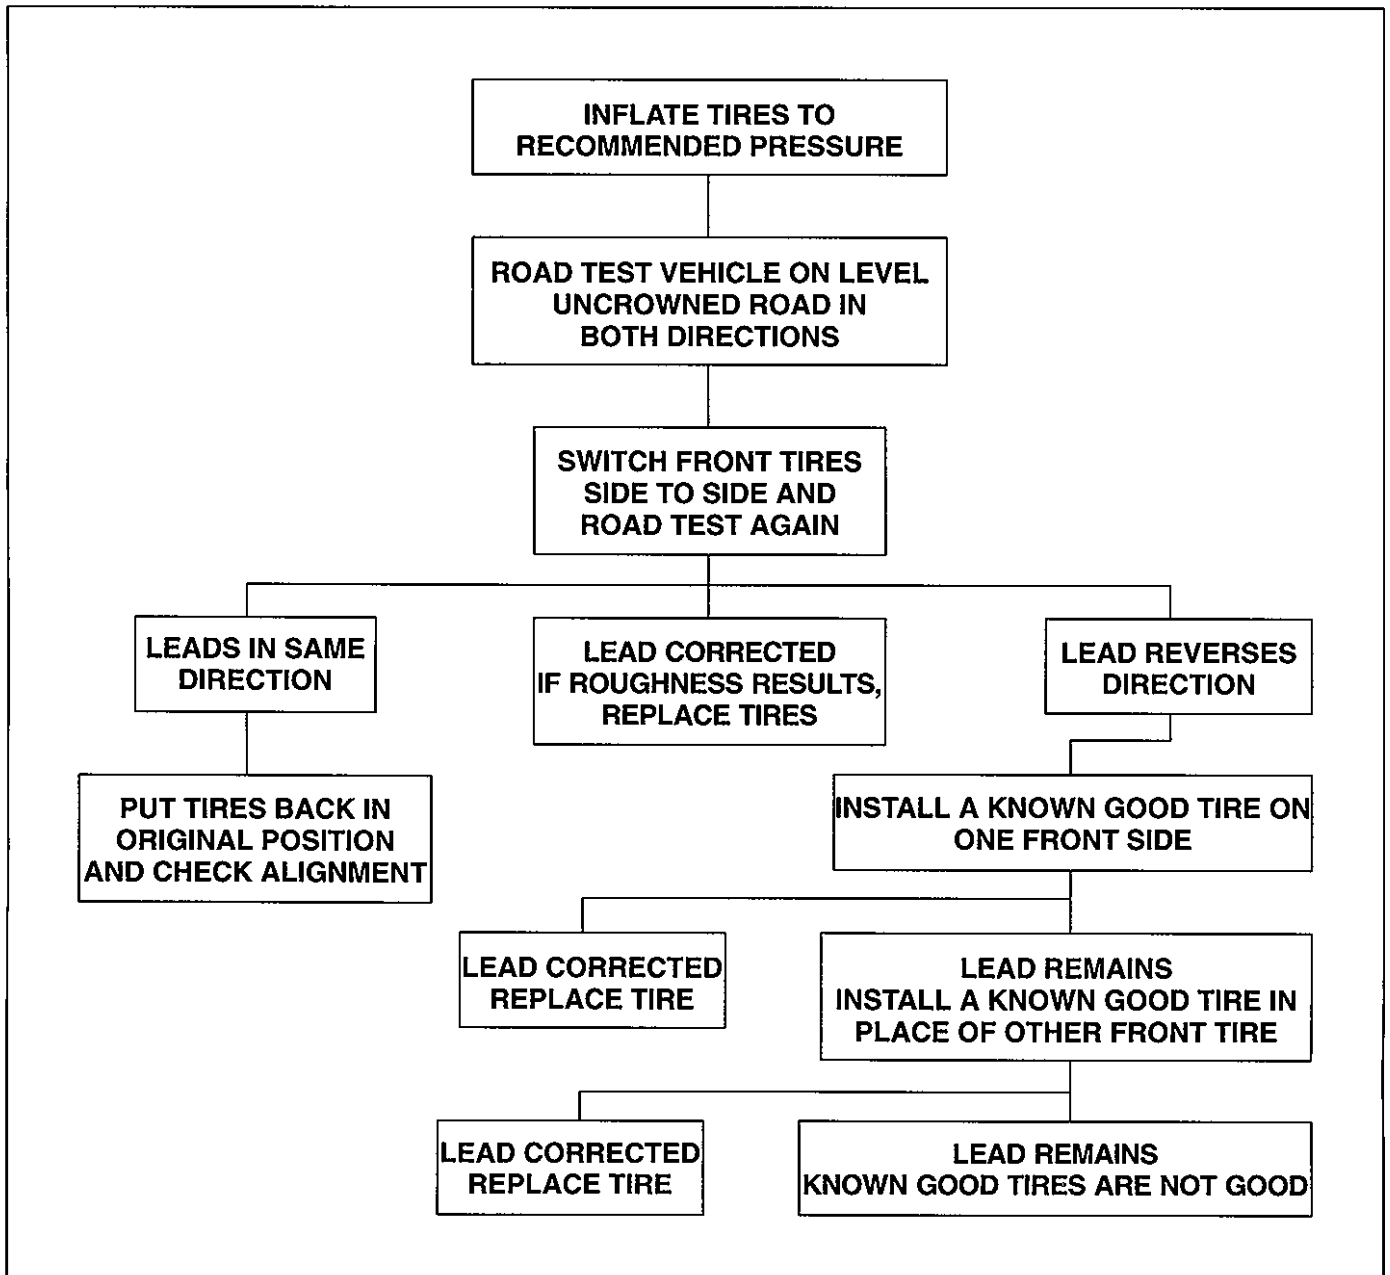 INFLATE TIRES TO
RECOMMENDED PRESSURE
ROAD TEST VEHICLE ON LEVEL
UNCROWNED ROAD IN
BOTH DIRECTIONS
SWITCH FRONT TIRES
SIDE TO SIDE AND
ROAD TEST AGAIN
LEADS IN SAME
DIRECTION
LEAD CORRECTED
IF ROUGHNESS RESULTS,
REPLACE TIRES
LEAD REVERSES
DIRECTION
PUT TIRES BACK IN
ORIGINAL POSITION
AND CHECK ALIGNMENT
INSTALL A KNOWN GOOD TIRE ON
ONE FRONT SIDE
LEAD CORRECTED
REPLACE TIRE
LEAD REMAINS
INSTALL A KNOWN GOOD TIRE IN
PLACE OF OTHER FRONT TIRE
LEAD CORRECTED
REPLACE TIRE
LEAD REMAINS
KNOWN GOOD TIRES ARE NOT GOOD